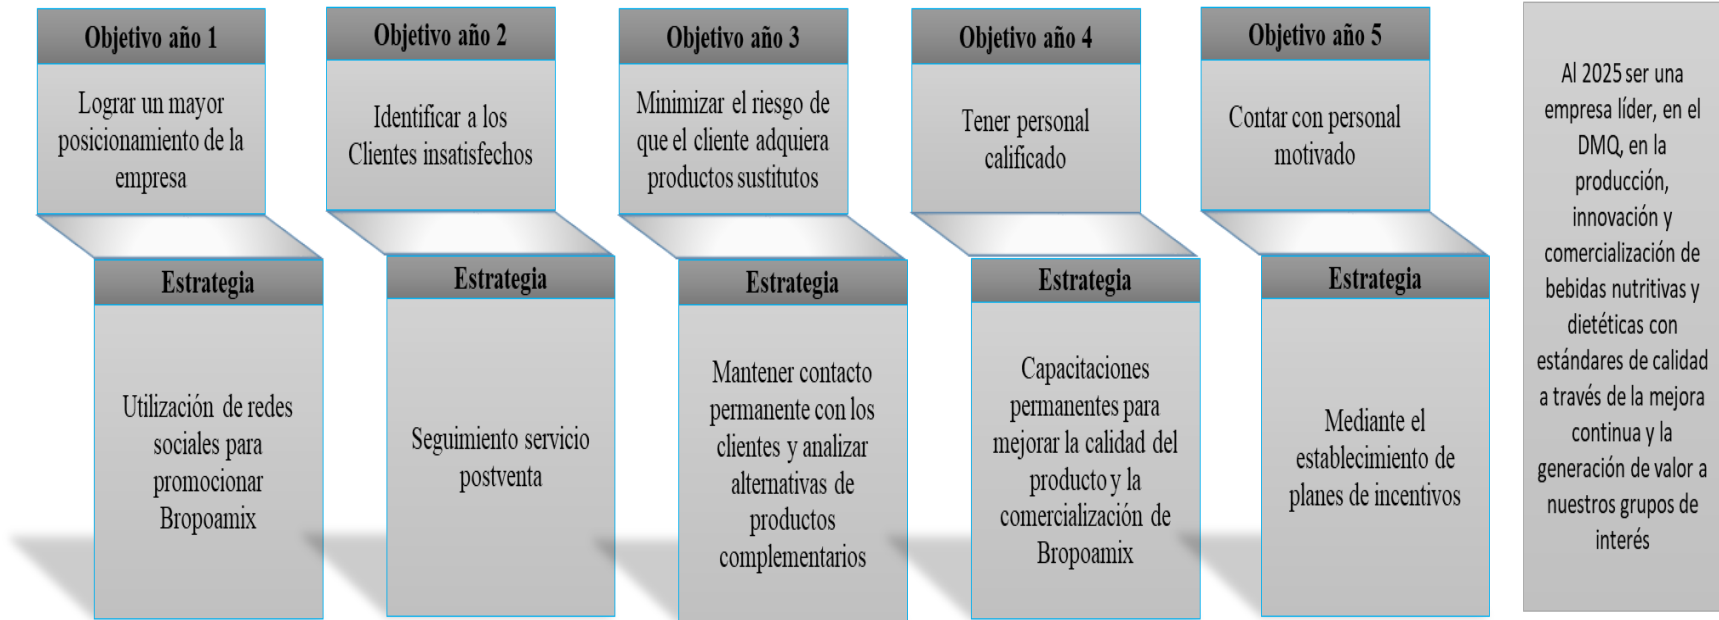 Objetivo año 1
Lograr un mayor
posicionamiento de la
empresa
Estrategia
Utilización de redes
sociales para
promocionar
Bropoamix
Objetivo año 2
Identificar a los
Clientes insatisfechos
Estrategia
Seguimiento servicio
postventa
Objetivo año 3
Minimizar el riesgo de
que el cliente adquiera
productos sustitutos
Estrategia
Mantener contacto
permanente con los
clientes y analizar
alternativas de
productos
complementarios
Objetivo año 4
Tener personal
calificado
Estrategia
Capacitaciones
permanentes para
mejorar la calidad del
producto y la
comercialización de
Bropoamix
Objetivo año 5
Contar con personal
motivado
Estrategia
Mediante el
establecimiento de
planes de incentivos
Al 2025 ser una
empresa líder, en el
DMQ, en la
producción,
innovación y
comercialización de
bebidas nutritivas y
dietéticas con
estándares de calidad
a través de la mejora
continua y la
generación de valor a
nuestros grupos de
interés